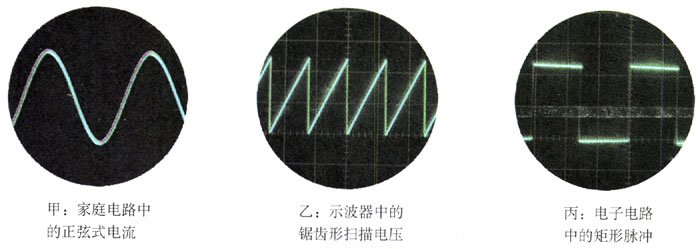 甲：家庭电路中
的正弦式电流
乙：示波器中的
锯齿形扫描电压
丙：电子电路
中的矩形脉冲